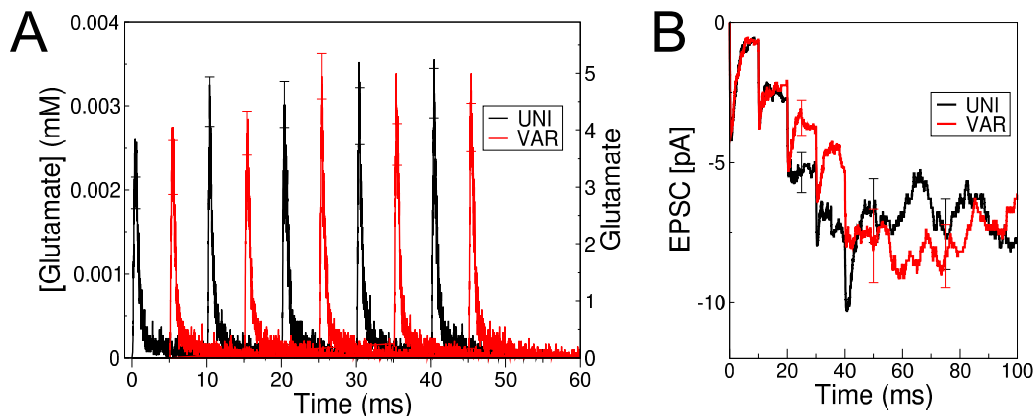 A
[Glutamate] (mM)
0.004
0.003
0.002
0.001
0
0
10
20
30
40
50
60
Time (ms)
5
4
3
2
1
0
Glutamate
UNI
VAR
B
EPSC [pA]
0
-5
-10
0
20
40
60
80
100
Time (ms)
UNI
VAR